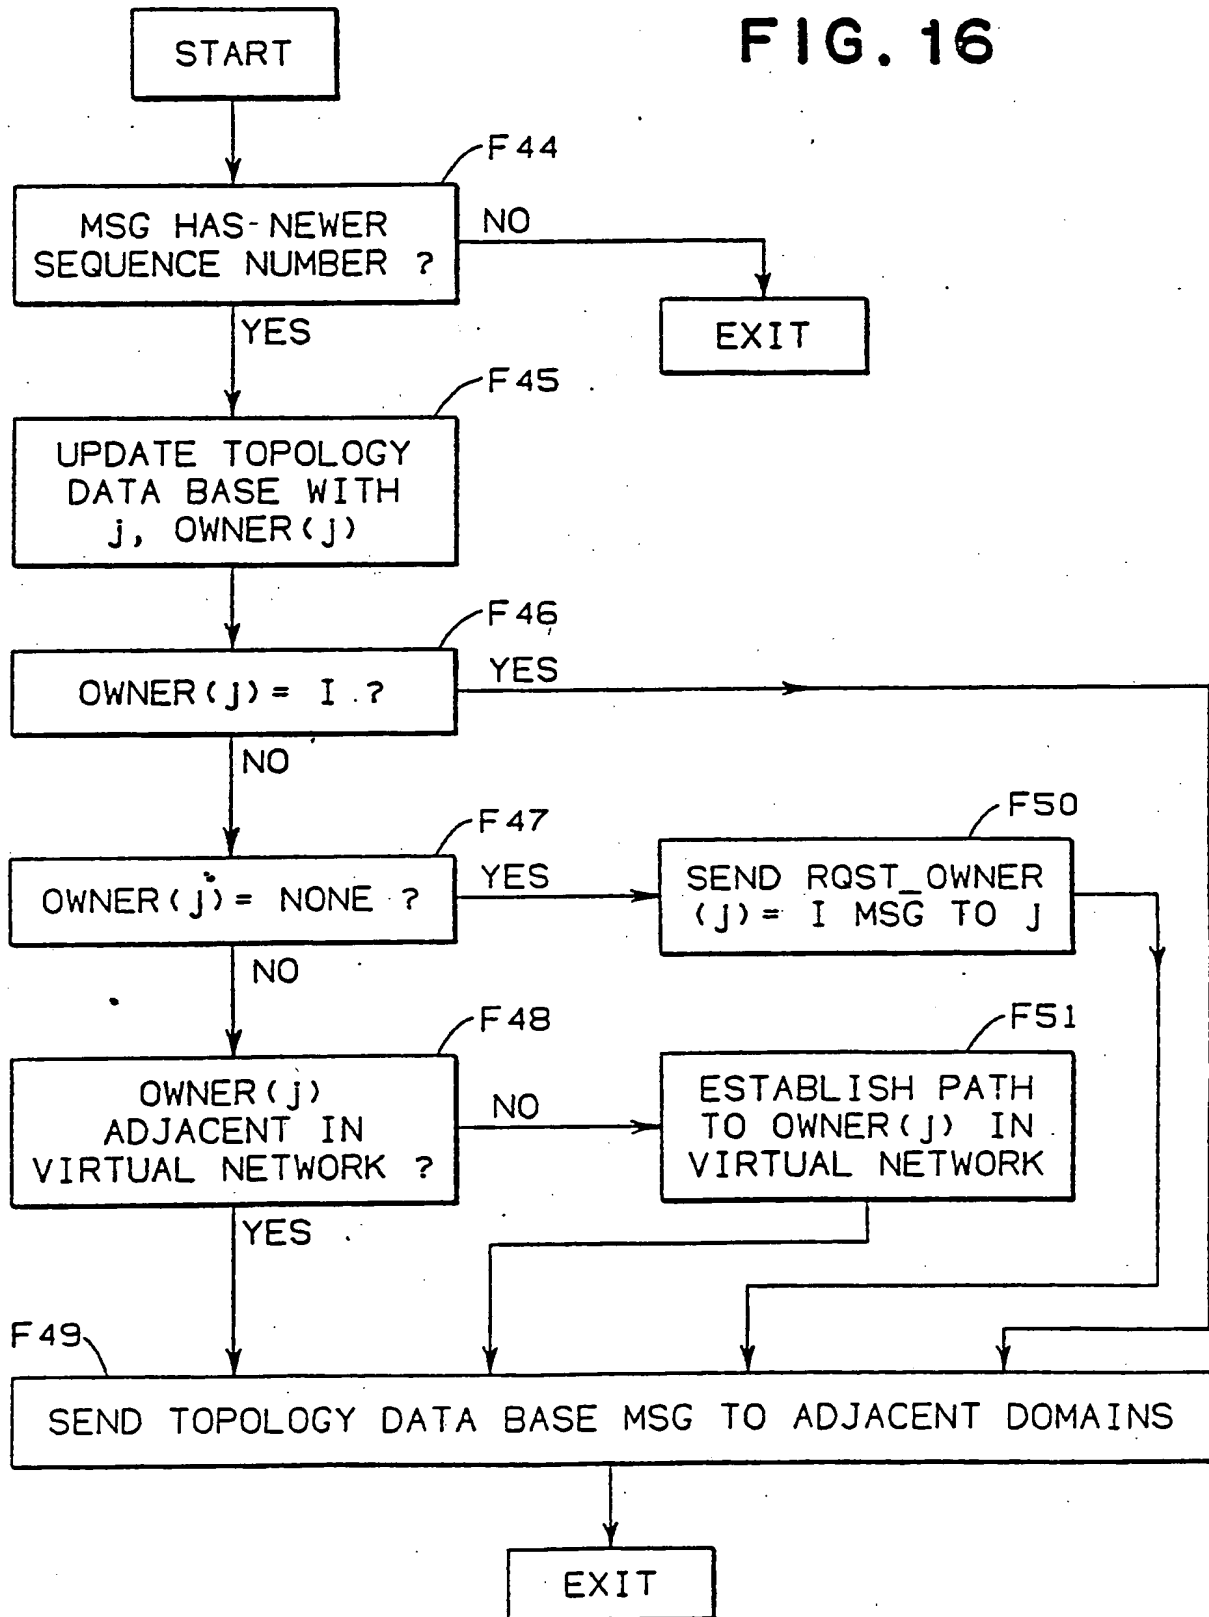 FIG. 16
START
F44
MSG HAS-NEWER
SEQUENCE NUMBER ?
NO
EXIT
YES
F45
UPDATE TOPOLOGY
DATA BASE WITH
j, OWNER(j)
F46
OWNER(j)= I ?
YES
NO
F47
OWNER(j)= NONE ?
YES
F50
SEND RQST_OWNER
(j)= I MSG TO j
NO
F48
OWNER(j)
ADJACENT IN
VIRTUAL NETWORK ?
NO
F51
ESTABLISH PATH
TO OWNER(j) IN
VIRTUAL NETWORK
YES
F49
SEND TOPOLOGY DATA BASE MSG TO ADJACENT DOMAINS
EXIT